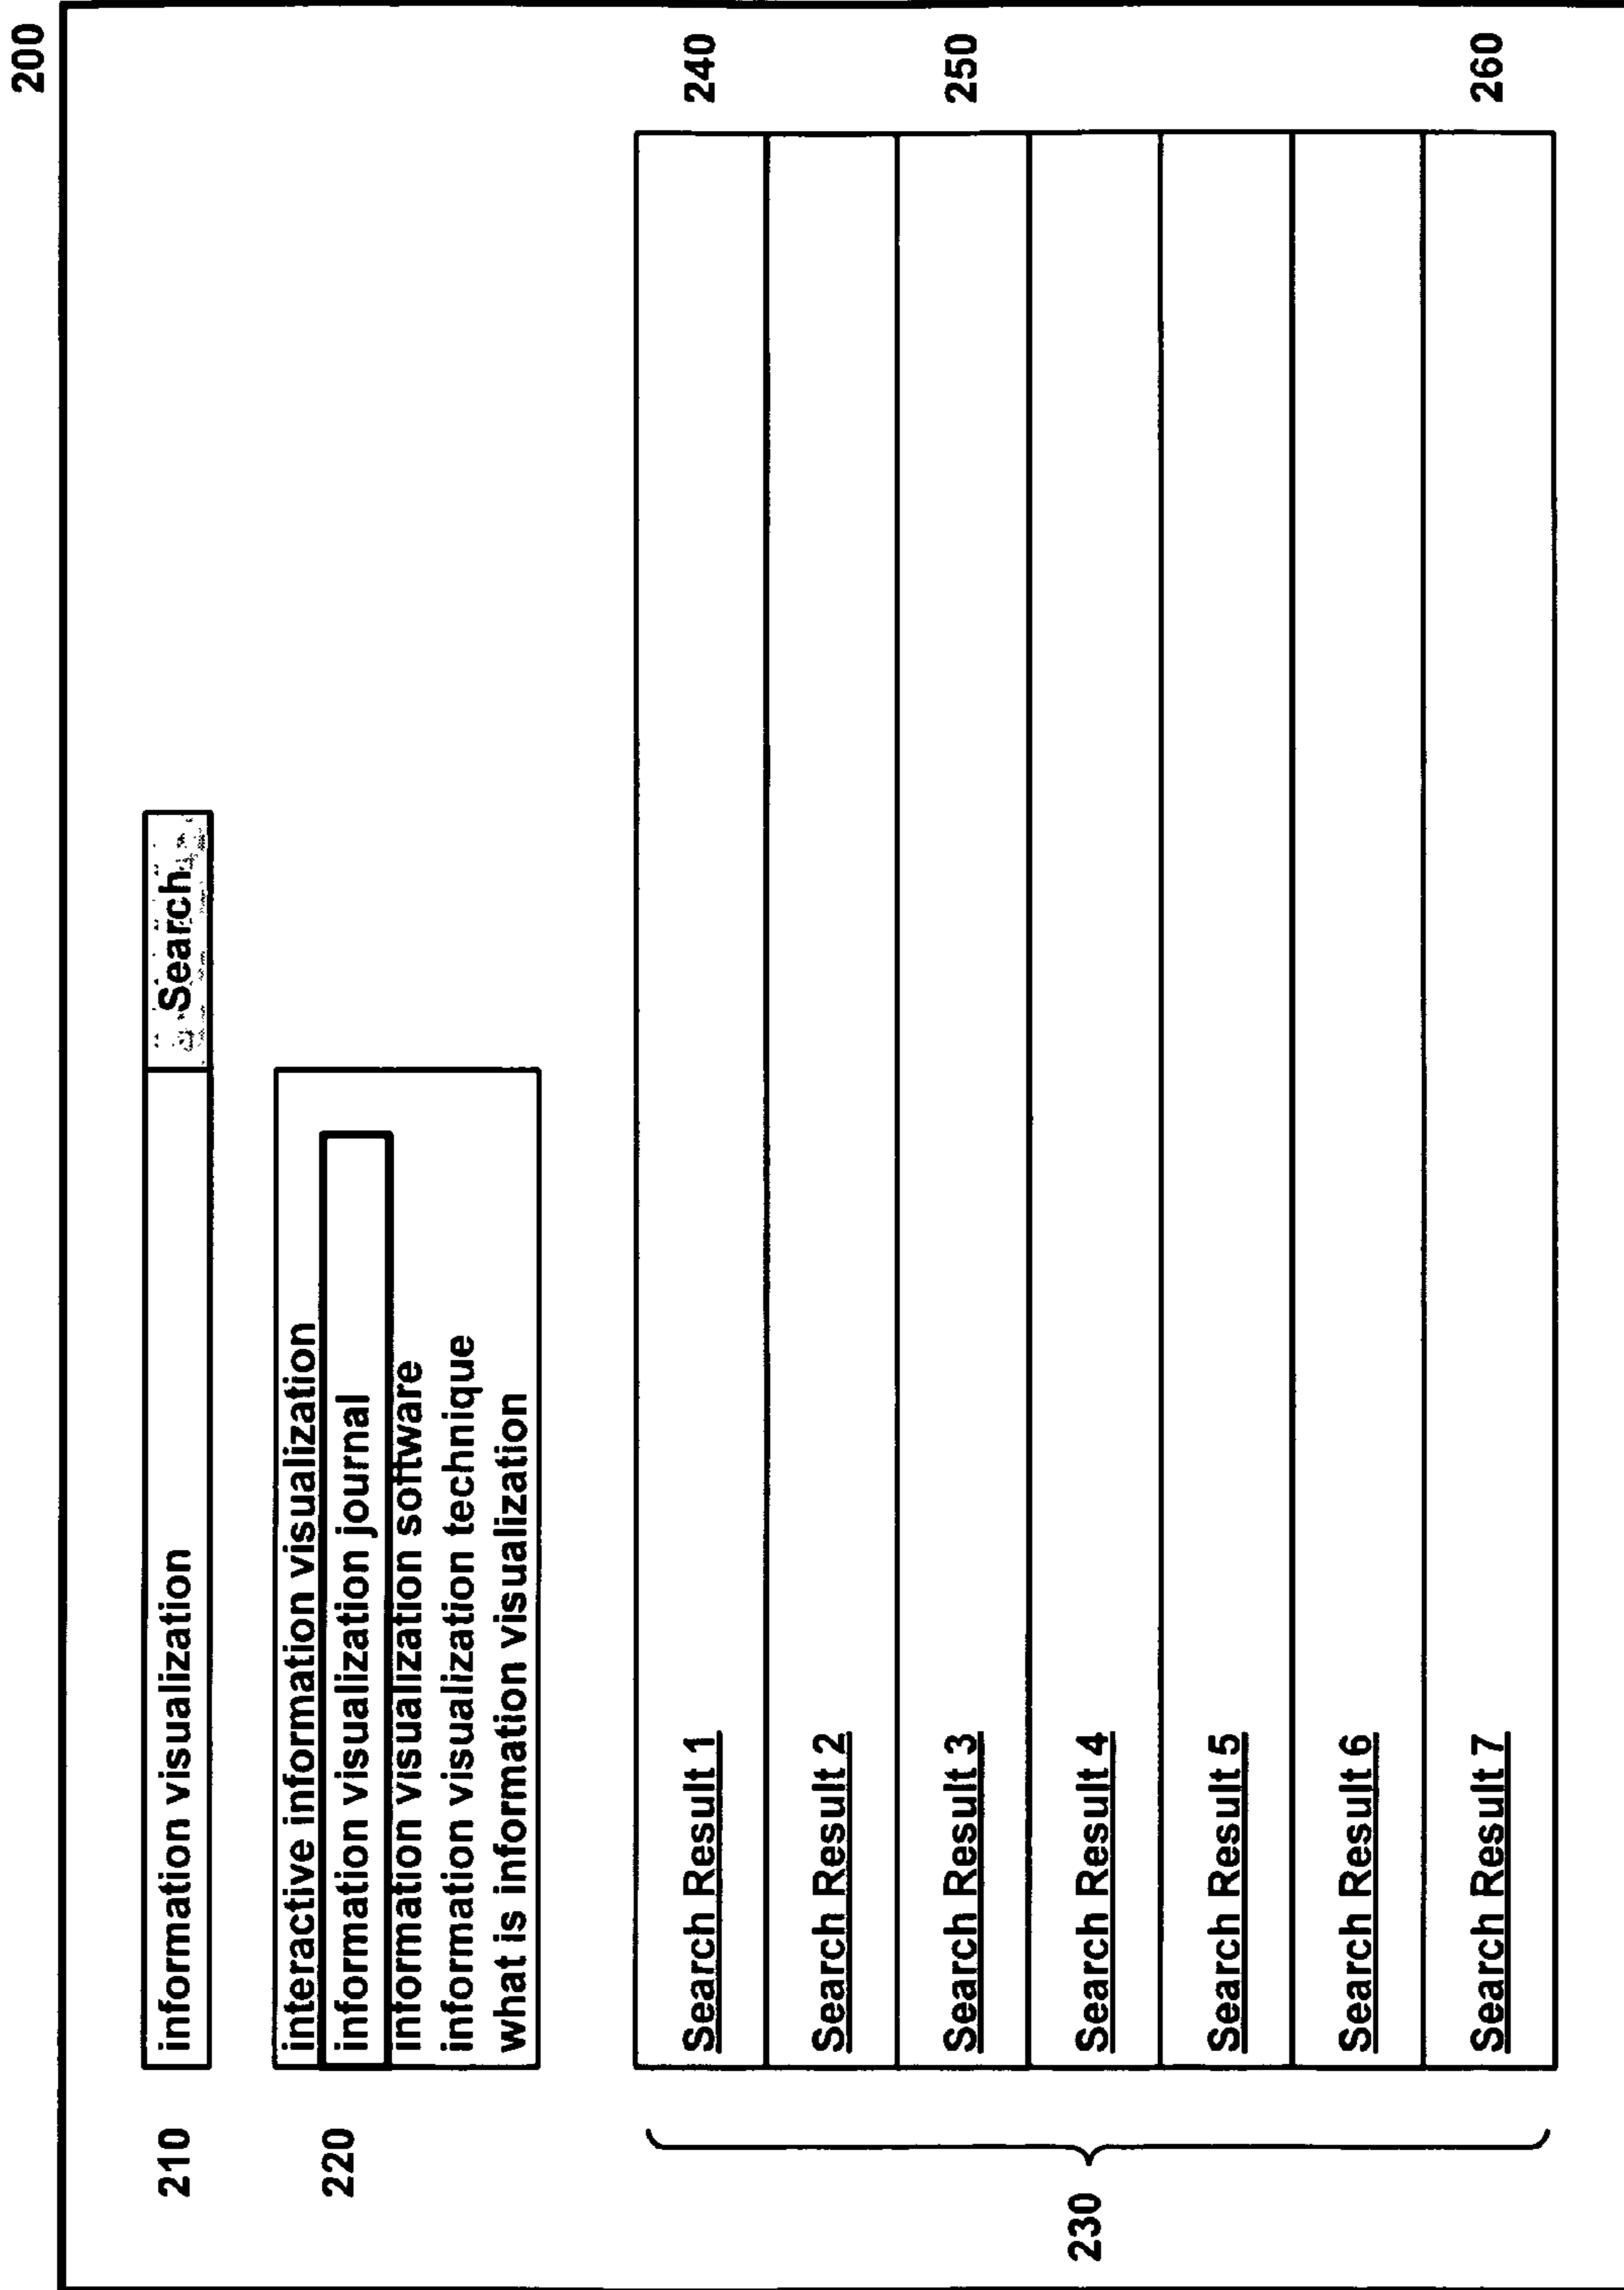 200
210 information visualization Search
interactive information visualization
220 information visualization journal
information visualization software
information visualization technique
what is information visualization
Search Result 1 240
Search Result 2
Search Result 3 250
230 Search Result 4
Search Result 5
Search Result 6
Search Result 7 260